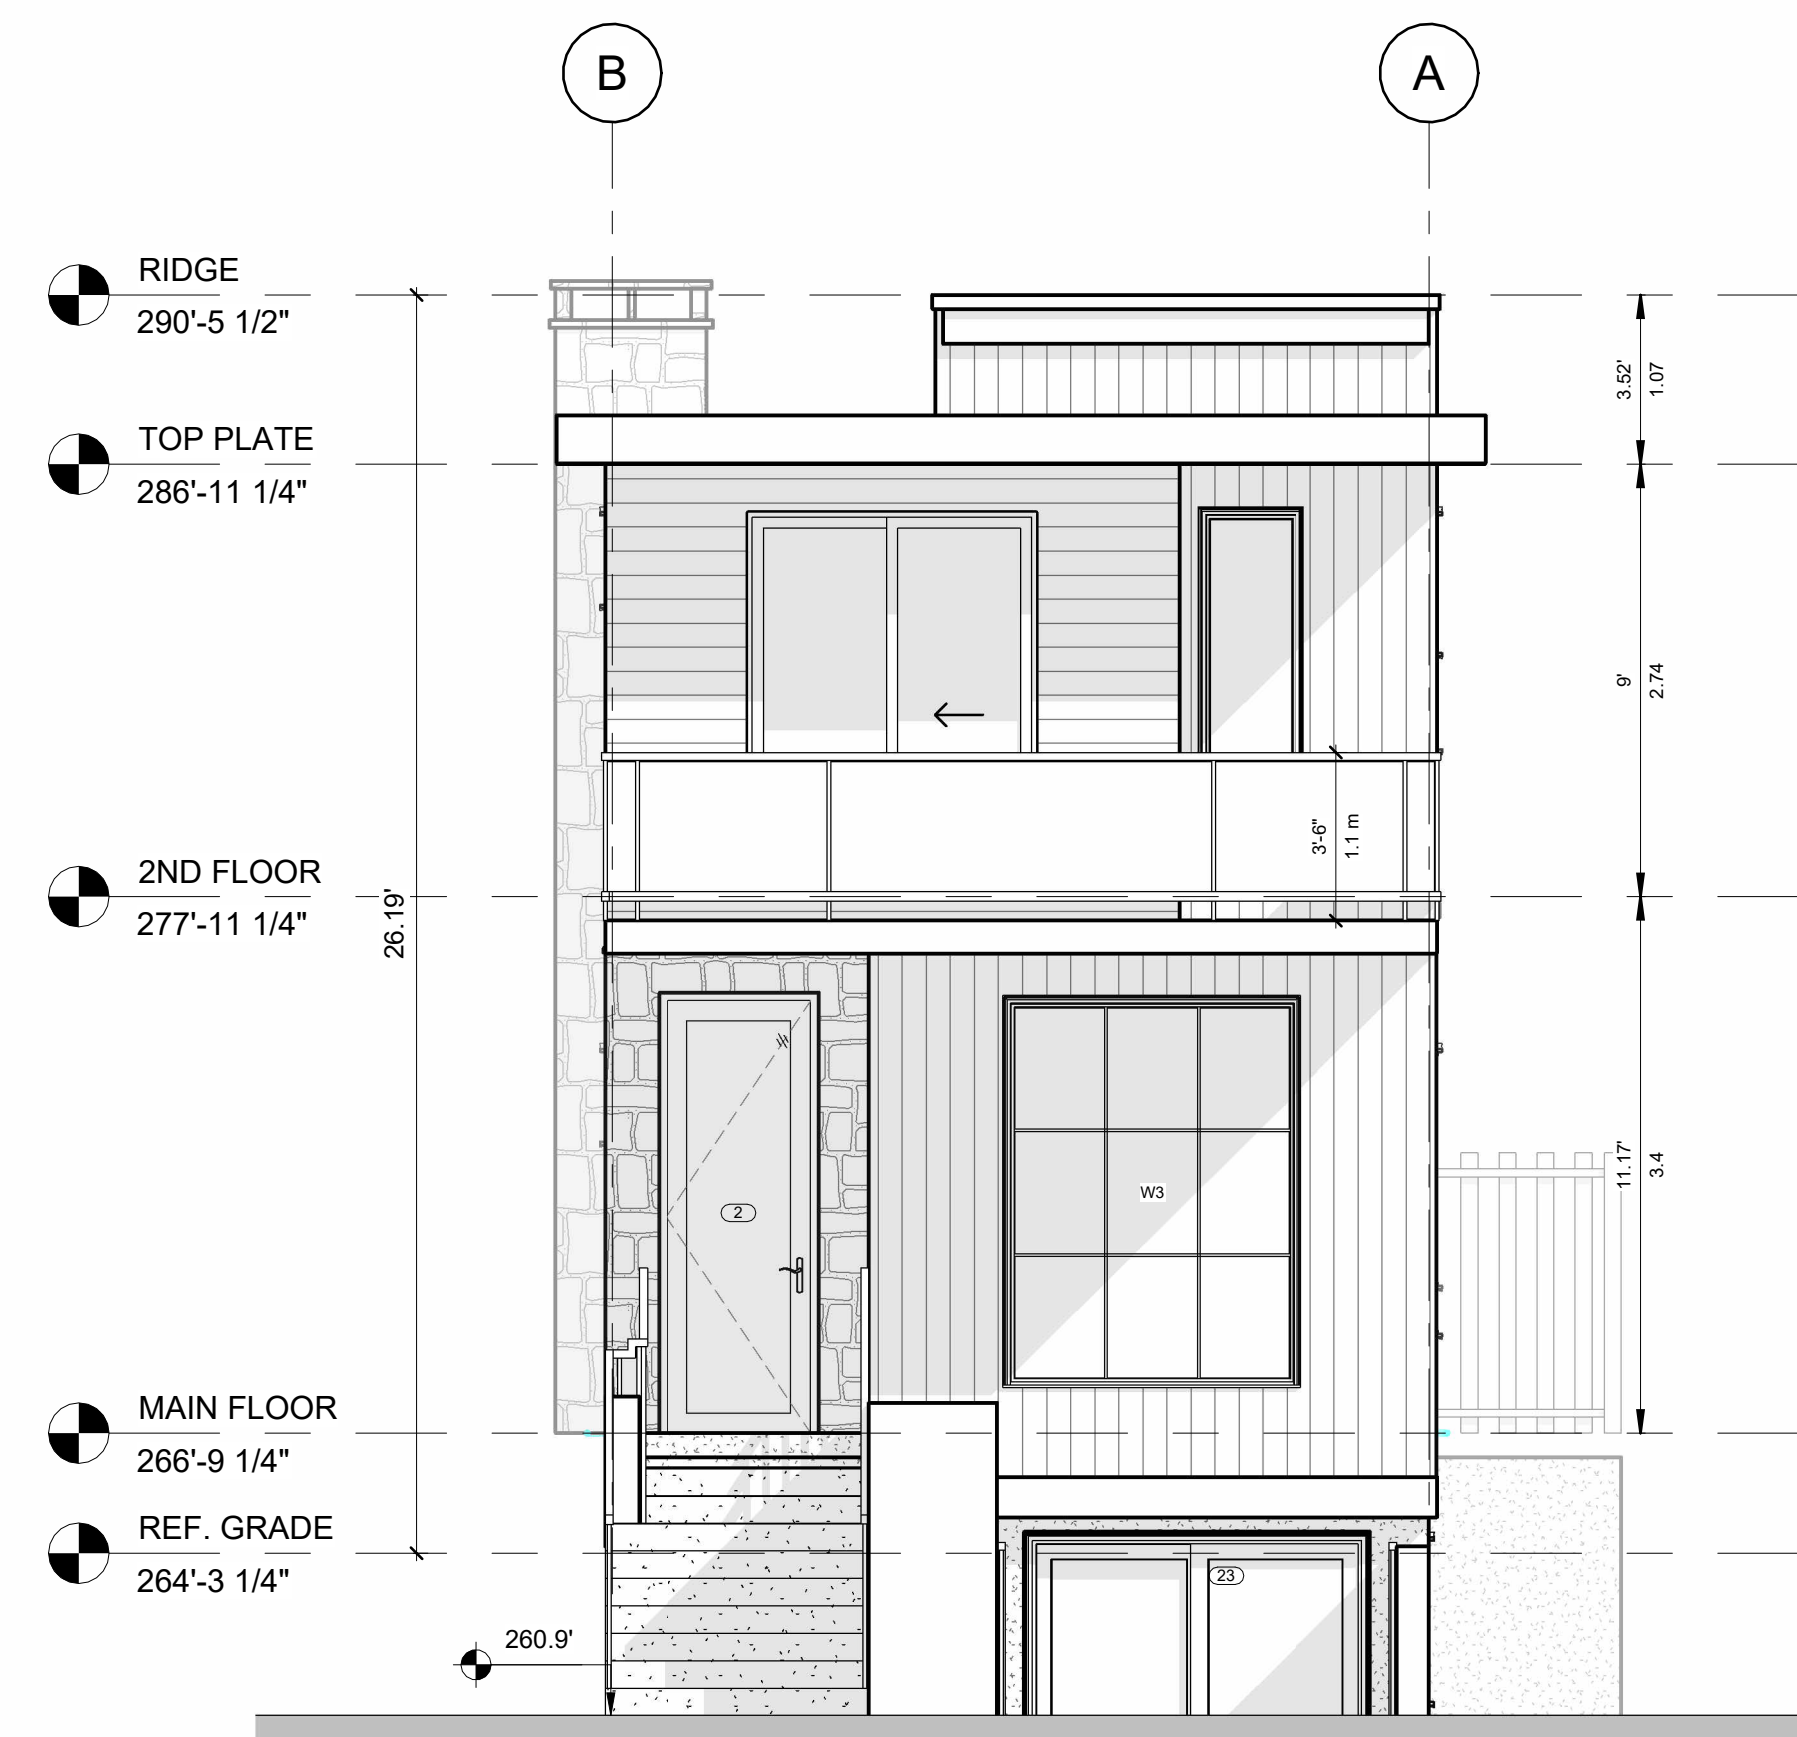 B
A
RIDGE
290'-5 1/2"
TOP PLATE
286'-11 1/4"
2ND FLOOR
277'-11 1/4"
MAIN FLOOR
266'-9 1/4"
REF. GRADE
264'-3 1/4"
26.19'
260.9'
3.52'
1.07
9'
2.74
3'-6"
1.1 m
11.17'
3.4
W3
2
23